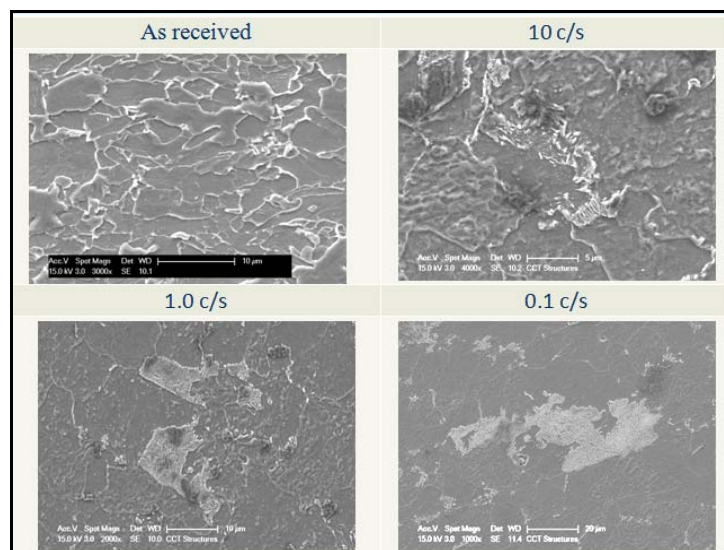 As received
10 c/s
10 µm
Acc.V Spot Magn Det WD
15.0 kV 3.0 3000x SE 10.1
5 µm
Acc.V Spot Magn Det WD
15.0 kV 3.0 4000x SE 10.2 CCT Structures
1.0 c/s
0.1 c/s
Acc.V Spot Magn Det WD 10 µm
15.0 kV 3.0 2000x SE 10.0 CCT Structures
Acc.V Spot Magn Det WD 20 µm
15.0 kV 3.0 1000x SE 11.4 CCT Structures